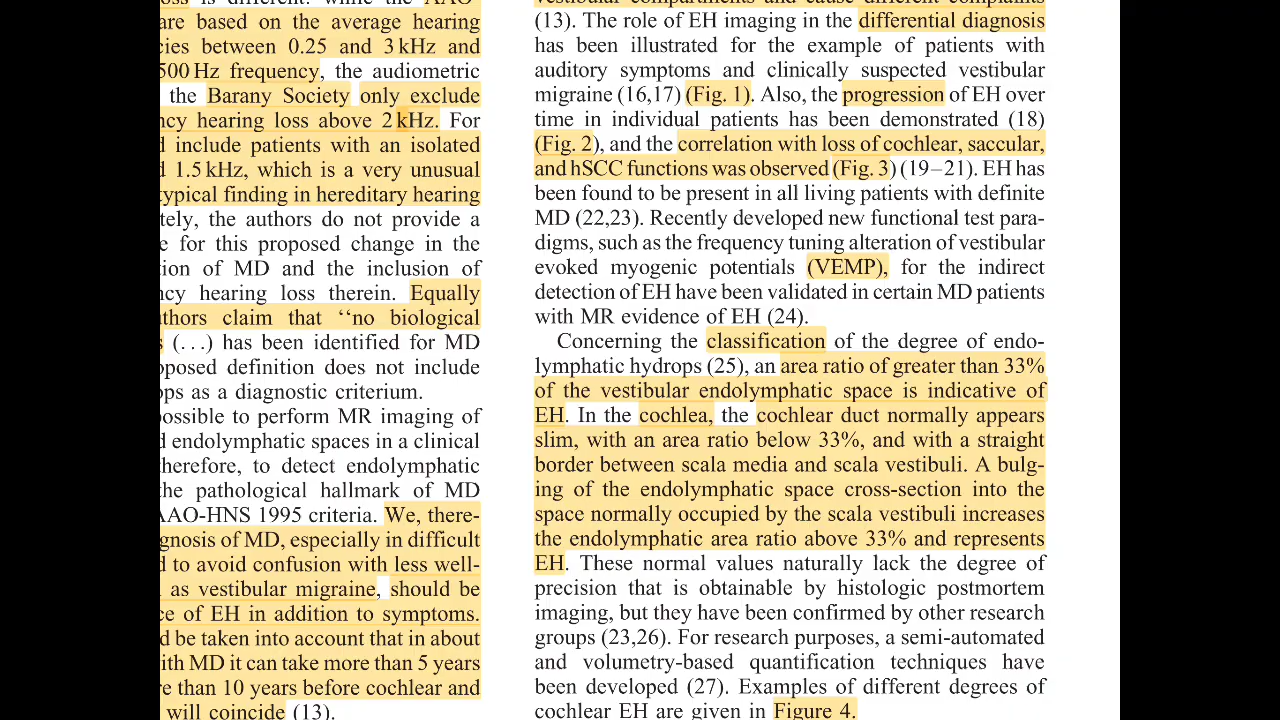 are based on the average hearing
cies between 0.25 and 3 kHz and
500 Hz frequency, the audiometric
the Barany Society only exclude
ncy hearing loss above 2 kHz. For
include patients with an isolated
1.5 kHz, which is a very unusual
typical finding in hereditary hearing
tely, the authors do not provide a
e for this proposed change in the
tion of MD and the inclusion of
ncy hearing loss therein. Equally
uthors claim that ‘‘no biological
(...) has been identified for MD
oposed definition does not include
ops as a diagnostic criterium.
possible to perform MR imaging of
d endolymphatic spaces in a clinical
therefore, to detect endolymphatic
the pathological hallmark of MD
AAO-HNS 1995 criteria. We, there-
gnosis of MD, especially in difficult
d to avoid confusion with less well-
as vestibular migraine, should be
ce of EH in addition to symptoms.
d be taken into account that in about
with MD it can take more than 5 years
re than 10 years before cochlear and
will coincide (13).
vestibular compartments and cause different complaints
(13). The role of EH imaging in the differential diagnosis
has been illustrated for the example of patients with
auditory symptoms and clinically suspected vestibular
migraine (16,17) (Fig. 1). Also, the progression of EH over
time in individual patients has been demonstrated (18)
(Fig. 2), and the correlation with loss of cochlear, saccular,
and hSCC functions was observed (Fig. 3) (19–21). EH has
been found to be present in all living patients with definite
MD (22,23). Recently developed new functional test para-
digms, such as the frequency tuning alteration of vestibular
evoked myogenic potentials (VEMP), for the indirect
detection of EH have been validated in certain MD patients
with MR evidence of EH (24).
Concerning the classification of the degree of endo-
lymphatic hydrops (25), an area ratio of greater than 33%
of the vestibular endolymphatic space is indicative of
EH. In the cochlea, the cochlear duct normally appears
slim, with an area ratio below 33%, and with a straight
border between scala media and scala vestibuli. A bulg-
ing of the endolymphatic space cross-section into the
space normally occupied by the scala vestibuli increases
the endolymphatic area ratio above 33% and represents
EH. These normal values naturally lack the degree of
precision that is obtainable by histologic postmortem
imaging, but they have been confirmed by other research
groups (23,26). For research purposes, a semi-automated
and volumetry-based quantification techniques have
been developed (27). Examples of different degrees of
cochlear EH are given in Figure 4.